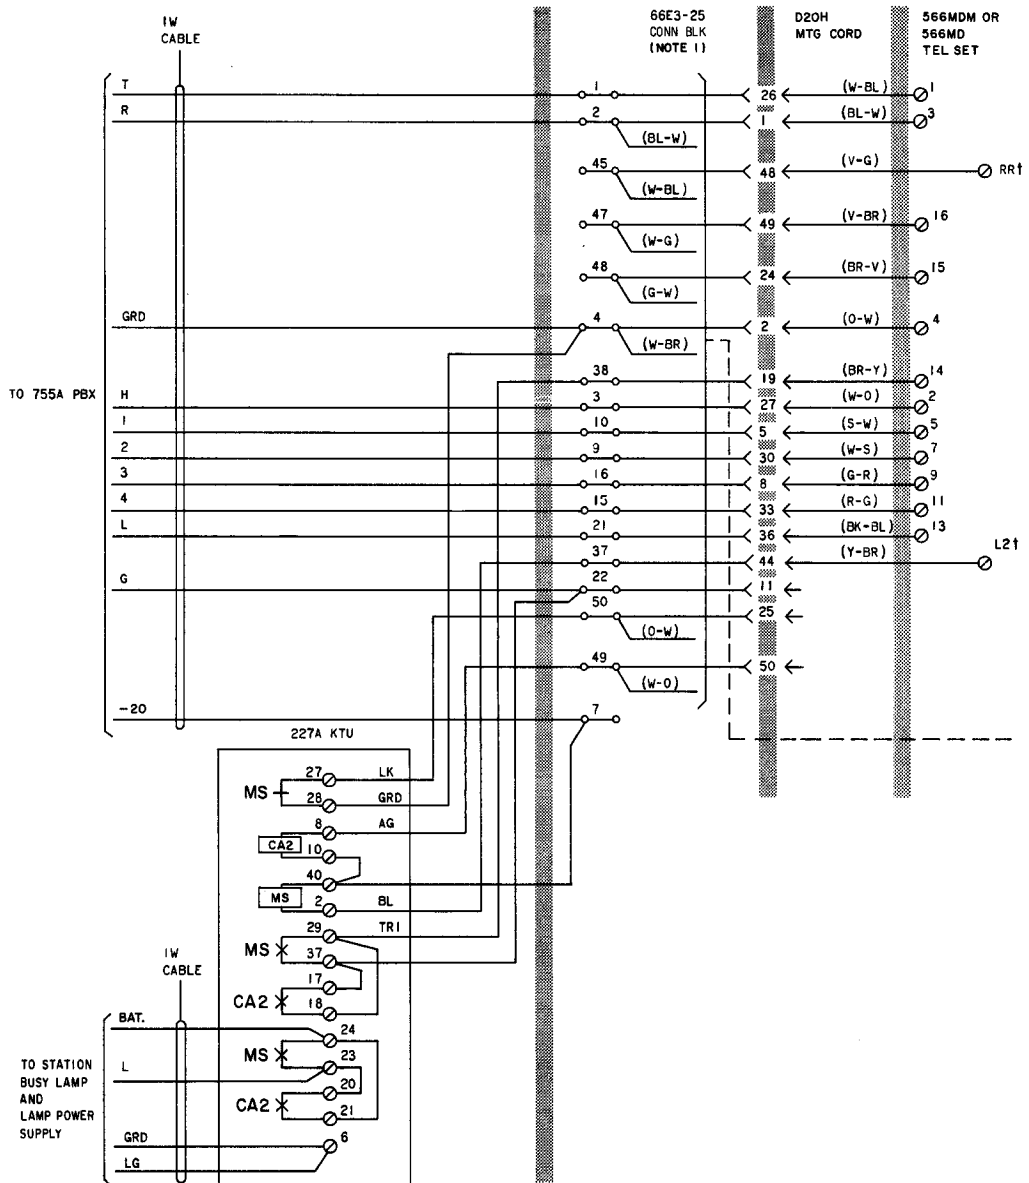 1W
CABLE
66E3-25
CONN BLK
(NOTE 1)
D20H
MTG CORD
566MDM OR
566MD
TEL SET
T 1 26 (W-BL) 1
R 2 1 (BL-W) 3
(BL-W)
45 48 (V-G) RR†
(W-BL)
47 49 (V-BR) 16
(W-G)
48 24 (BR-V) 15
(G-W)
GRD 4 2 (O-W) 4
(W-BR)
38 19 (BR-Y) 14
TO 755A PBX
H 3 27 (W-O) 2
1 10 5 (S-W) 5
2 9 30 (W-S) 7
3 16 8 (G-R) 9
4 15 33 (R-G) 11
L 21 36 (BK-BL) 13
37 44 (Y-BR) L2†
G 22 11
50 25
(O-W)
49 50
(W-O)
-20 7
227A KTU
27 LK
MS
28 GRD
8 AG
CA2
10
40
MS
2 BL
29 TR1
MS
37
17
CA2
18
1W
CABLE
BAT. 24
MS
L 23
20
CA2
21
TO STATION
BUSY LAMP
AND
LAMP POWER
SUPPLY
GRD 6
LG